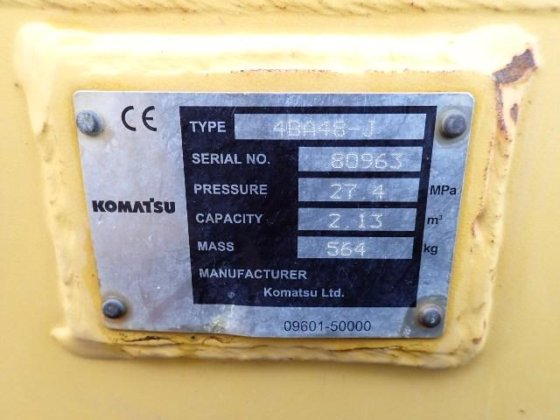 CE
TYPE 4BA48-J
SERIAL NO. 80963
PRESSURE 27.4 MPa
KOMATSU
CAPACITY 2.13 m³
MASS 564 kg
MANUFACTURER
Komatsu Ltd.
09601-50000